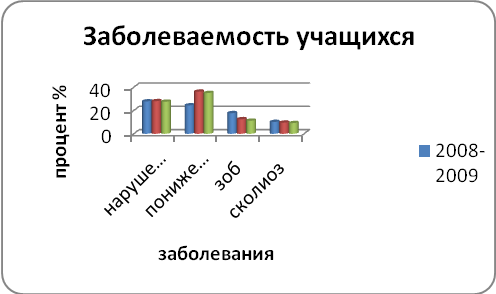 Заболеваемость учащихся
процент %
40
20
0
наруше...
пониже...
зоб
сколиоз
заболевания
2008-
2009